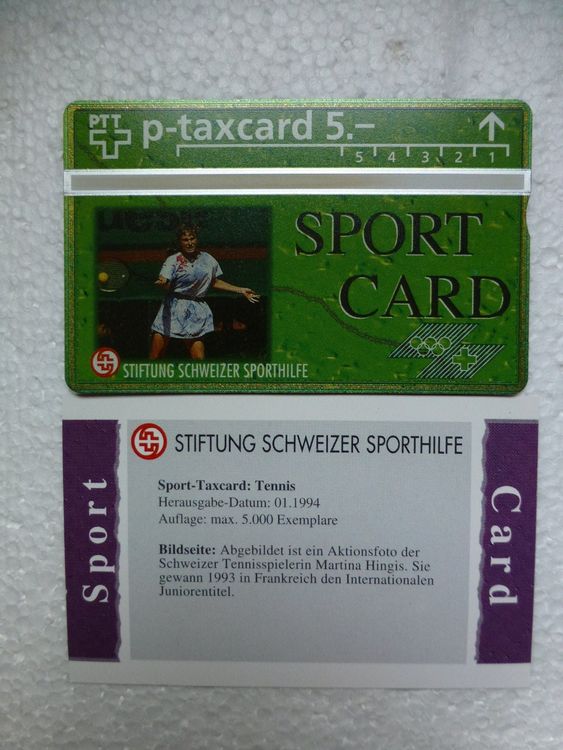 PTT
p-taxcard 5.–
5 4 3 2 1
SPORT
CARD
STIFTUNG SCHWEIZER SPORTHILFE
STIFTUNG SCHWEIZER SPORTHILFE
Sport
Sport-Taxcard: Tennis
Herausgabe-Datum: 01.1994
Auflage: max. 5.000 Exemplare
Bildseite: Abgebildet ist ein Aktionsfoto der
Schweizer Tennisspielerin Martina Hingis. Sie
gewann 1993 in Frankreich den Internationalen
Juniorentitel.
Card